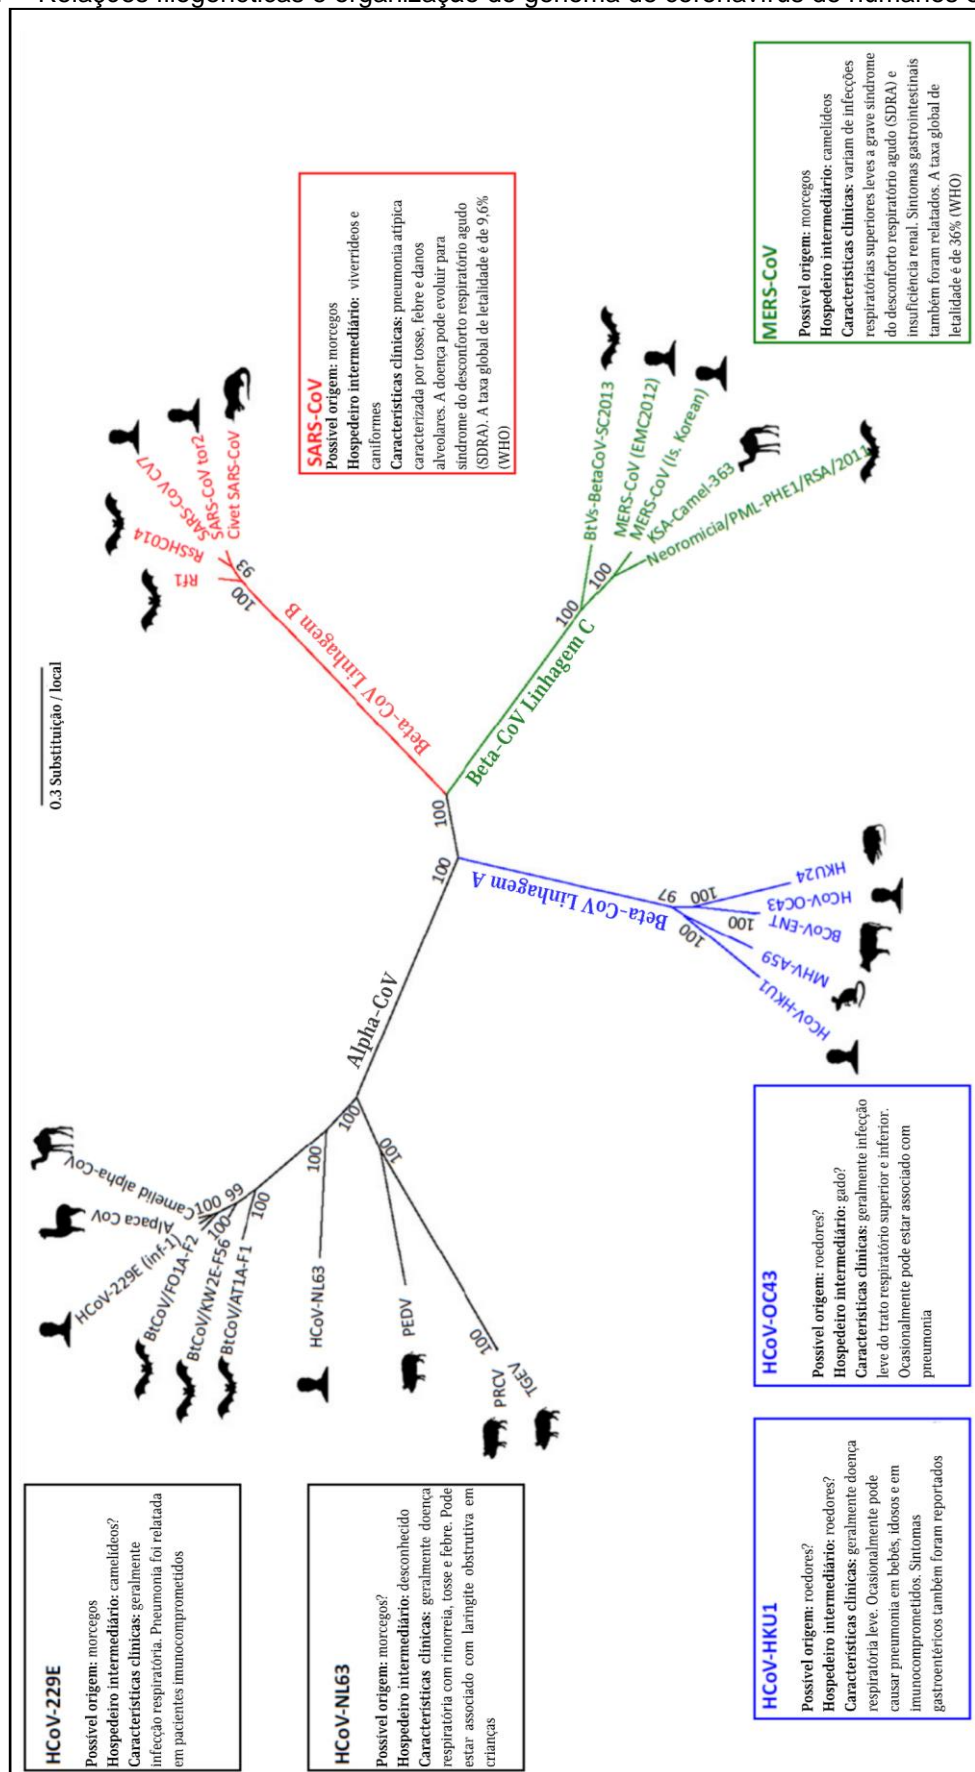 Relações filogenéticas e organização do genoma de coronavírus de humanos e
HCoV-229E
Possível origem: morcegos
Hospedeiro intermediário: camelídeos?
Características clínicas: geralmente
infecção respiratória. Pneumonia foi relatada
em pacientes imunocomprometidos
HCoV-NL63
Possível origem: morcegos?
Hospedeiro intermediário: desconhecido
Características clínicas: geralmente doença
respiratória com rinorreia, tosse e febre. Pode
estar associado com laringite obstrutiva em
crianças
HCoV-HKU1
Possível origem: roedores?
Hospedeiro intermediário: roedores?
Características clínicas: geralmente doença
respiratória leve. Ocasionalmente pode
causar pneumonia em bebês, idosos e em
imunocomprometidos. Sintomas
gastroentéricos também foram reportados
HCoV-OC43
Possível origem: roedores?
Hospedeiro intermediário: gado?
Características clínicas: geralmente infecção
leve do trato respiratório superior e inferior.
Ocasionalmente pode estar associado com
pneumonia
SARS-CoV
Possível origem: morcegos
Hospedeiro intermediário: viverrídeos e
caniformes
Características clínicas: pneumonia atípica
caracterizada por tosse, febre e danos
alveolares. A doença pode evoluir para
síndrome do desconforto respiratório agudo
(SDRA). A taxa global de letalidade é de 9,6%
(WHO)
MERS-CoV
Possível origem: morcegos
Hospedeiro intermediário: camelídeos
Características clínicas: variam de infecções
respiratórias superiores leves a grave síndrome
do desconforto respiratório agudo (SDRA) e
insuficiência renal. Sintomas gastrointestinais
também foram relatados. A taxa global de
letalidade é de 36% (WHO)
0.3 Substituição / local
Alpha-CoV
Camelid alpha-CoV
Alpaca CoV
HCoV-229E (inf-1)
BtCoV/FO1A-F2
BtCoV/KW2E-F56
BtCoV/AT1A-F1
HCoV-NL63
PEDV
PRCV
TGEV
100
99
100
100
100
100
100
100
100
100
Beta-CoV Linhagem B
Rf1
RsSHC014
SARS-CoV CV7
SARS-CoV tor2
Civet SARS-CoV
100
93
Beta-CoV Linhagem C
BtVs-BetaCoV-SC2013
MERS-CoV (EMC2012)
MERS-CoV (Is. Korean)
KSA-Camel-363
Neoromicia/PML-PHE1/RSA/2011
100
100
Beta-CoV Linhagem A
HKU24
HCoV-OC43
BCoV-ENT
MHV-A59
HCoV-HKU1
97
100
100
100